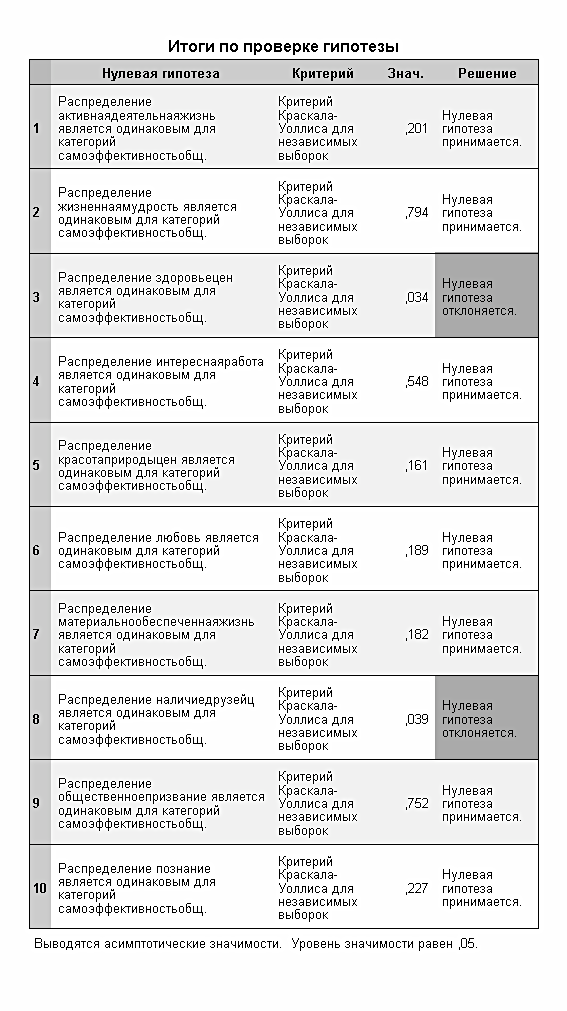 Итоги по проверке гипотезы
Нулевая гипотеза Критерий Знач. Решение
1
Распределение
активнаядеятельнаяжизнь
является одинаковым для
категорий
самоэффективностьобщ.
Критерий
Краскала-
Уоллиса для
независимых
выборок
,201
Нулевая
гипотеза
принимается.
2
Распределение
жизненнаямудрость является
одинаковым для категорий
самоэффективностьобщ.
Критерий
Краскала-
Уоллиса для
независимых
выборок
,794
Нулевая
гипотеза
принимается.
3
Распределение здоровьецен
является одинаковым для
категорий
самоэффективностьобщ.
Критерий
Краскала-
Уоллиса для
независимых
выборок
,034
Нулевая
гипотеза
отклоняется.
4
Распределение интереснаяработа
является одинаковым для
категорий
самоэффективностьобщ.
Критерий
Краскала-
Уоллиса для
независимых
выборок
,548
Нулевая
гипотеза
принимается.
5
Распределение
красотаприродыцен является
одинаковым для категорий
самоэффективностьобщ.
Критерий
Краскала-
Уоллиса для
независимых
выборок
,161
Нулевая
гипотеза
принимается.
6
Распределение любовь является
одинаковым для категорий
самоэффективностьобщ.
Критерий
Краскала-
Уоллиса для
независимых
выборок
,189
Нулевая
гипотеза
принимается.
7
Распределение
материальнообеспеченнаяжизнь
является одинаковым для
категорий
самоэффективностьобщ.
Критерий
Краскала-
Уоллиса для
независимых
выборок
,182
Нулевая
гипотеза
принимается.
8
Распределение наличиедрузейц
является одинаковым для
категорий
самоэффективностьобщ.
Критерий
Краскала-
Уоллиса для
независимых
выборок
,039
Нулевая
гипотеза
отклоняется.
9
Распределение
общественноепризвание является
одинаковым для категорий
самоэффективностьобщ.
Критерий
Краскала-
Уоллиса для
независимых
выборок
,752
Нулевая
гипотеза
принимается.
10
Распределение познание
является одинаковым для
категорий
самоэффективностьобщ.
Критерий
Краскала-
Уоллиса для
независимых
выборок
,227
Нулевая
гипотеза
принимается.
Выводятся асимптотические значимости. Уровень значимости равен ,05.